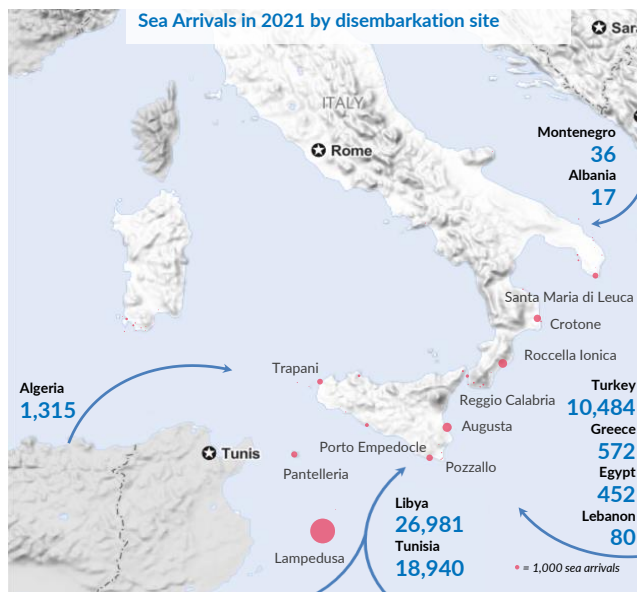 Sea Arrivals in 2021 by disembarkation site
ITALY
Rome
Montenegro
36
Albania
17
Santa Maria di Leuca
Crotone
Roccella Ionica
Trapani
Algeria
1,315
Reggio Calabria
Augusta
Turkey
10,484
Greece
572
Egypt
452
Lebanon
80
Tunis
Porto Empedocle
Pozzallo
Pantelleria
Libya
26,981
Tunisia
18,940
Lampedusa
= 1,000 sea arrivals